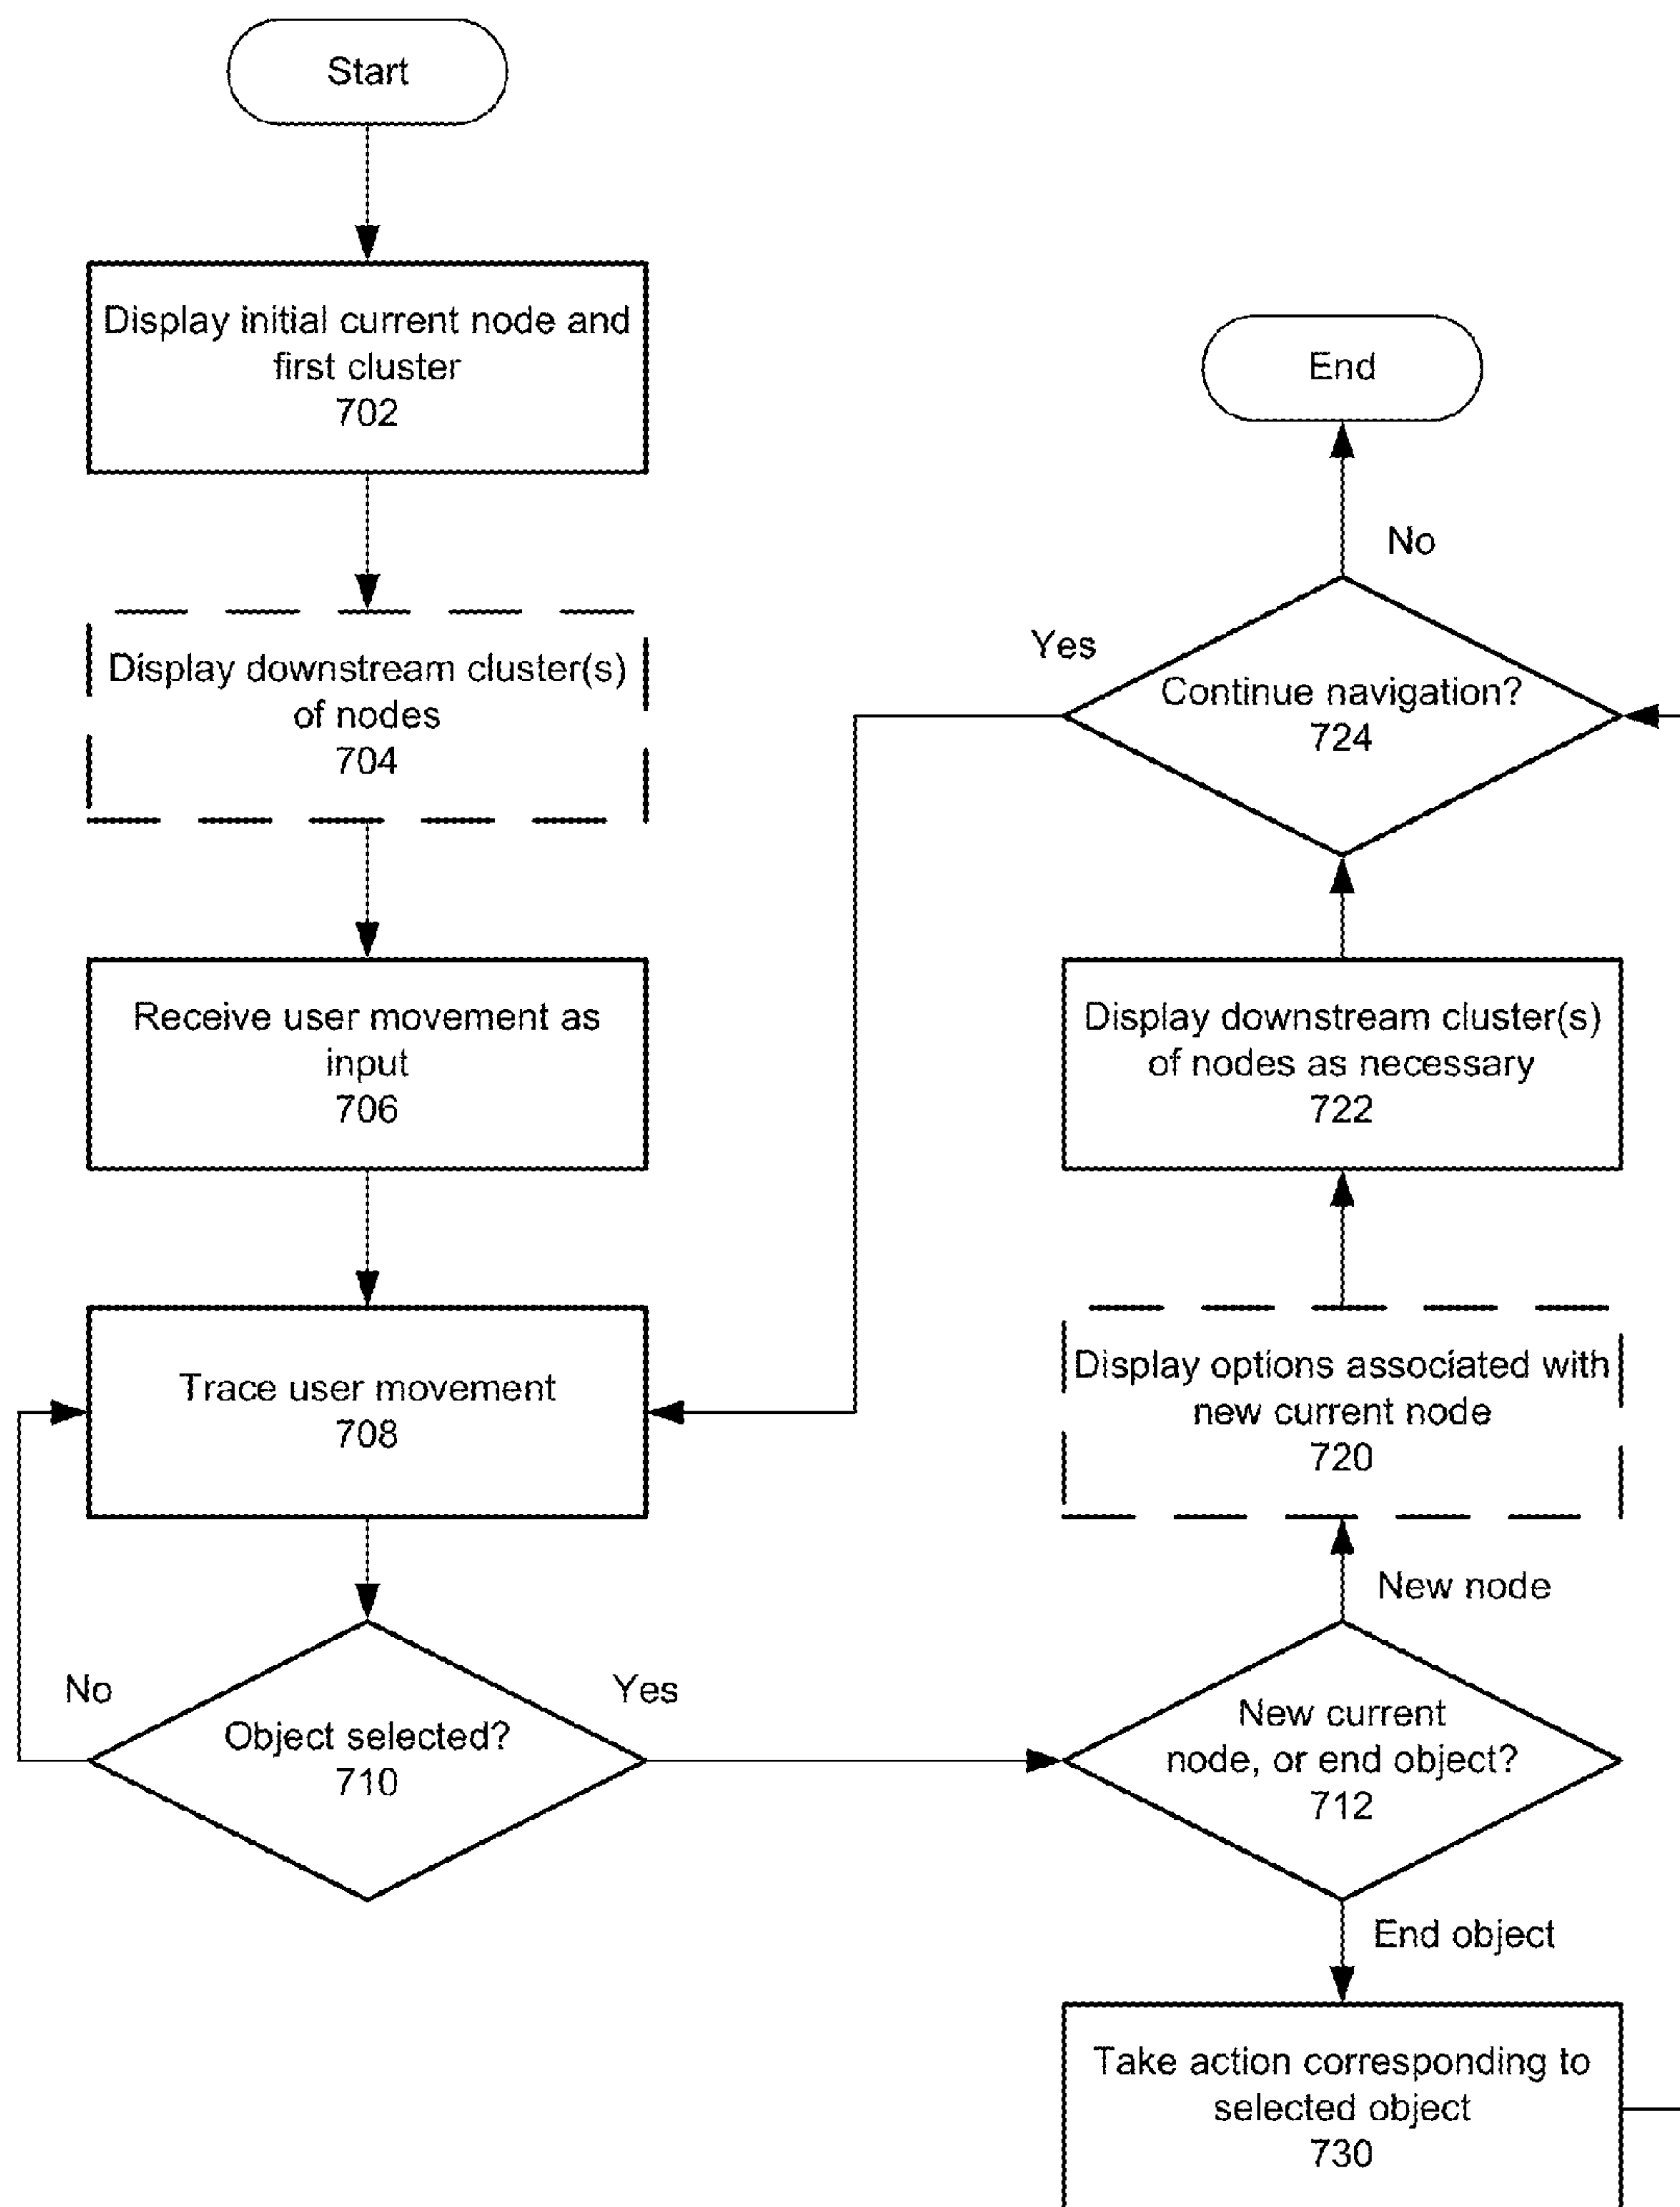 Start
Display initial current node and
first cluster
702
Display downstream cluster(s)
of nodes
704
Receive user movement as
input
706
Trace user movement
708
No
Yes
Object selected?
710
End
No
Yes
Continue navigation?
724
Display downstream cluster(s)
of nodes as necessary
722
Display options associated with
new current node
720
New node
New current
node, or end object?
712
End object
Take action corresponding to
selected object
730